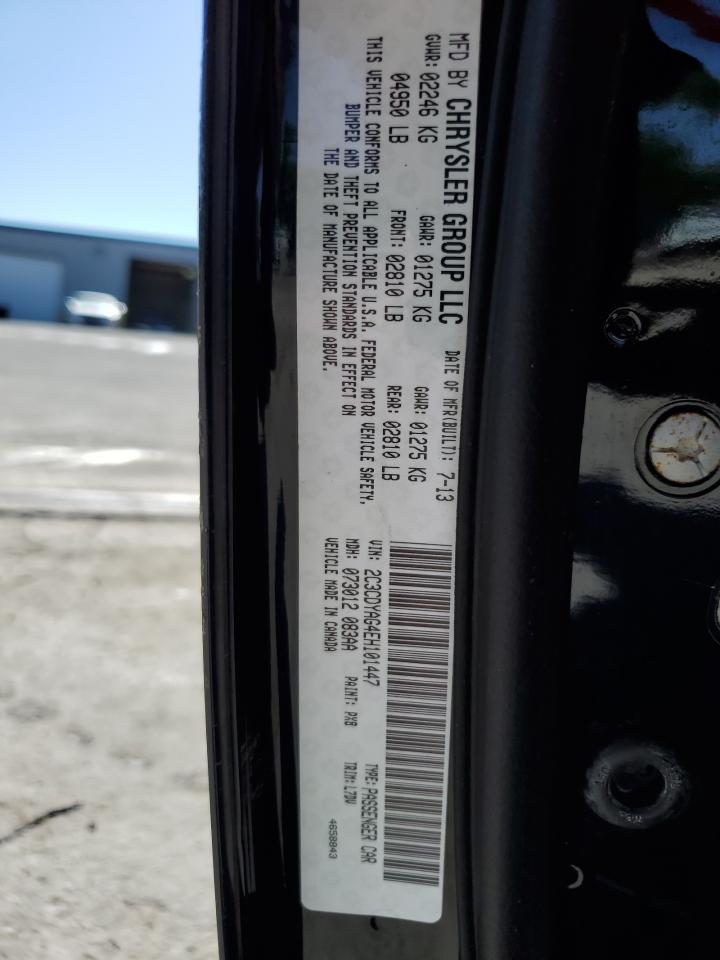 MFD BY CHRYSLER GROUP LLC DATE OF MFR(BUILT): 7-13
GVWR: 02246 KG GAWR: 01275 KG GAWR: 01275 KG
04950 LB FRONT: 02810 LB REAR: 02810 LB
THIS VEHICLE CONFORMS TO ALL APPLICABLE U.S.A. FEDERAL MOTOR VEHICLE SAFETY,
BUMPER AND THEFT PREVENTION STANDARDS IN EFFECT ON
THE DATE OF MANUFACTURE SHOWN ABOVE.
VIN: 2C3CDYAG4EH101447 TYPE: PASSENGER CAR
MDH: 073012 083AA PAINT: PX8 TRIM: L7DV
VEHICLE MADE IN CANADA
4658843